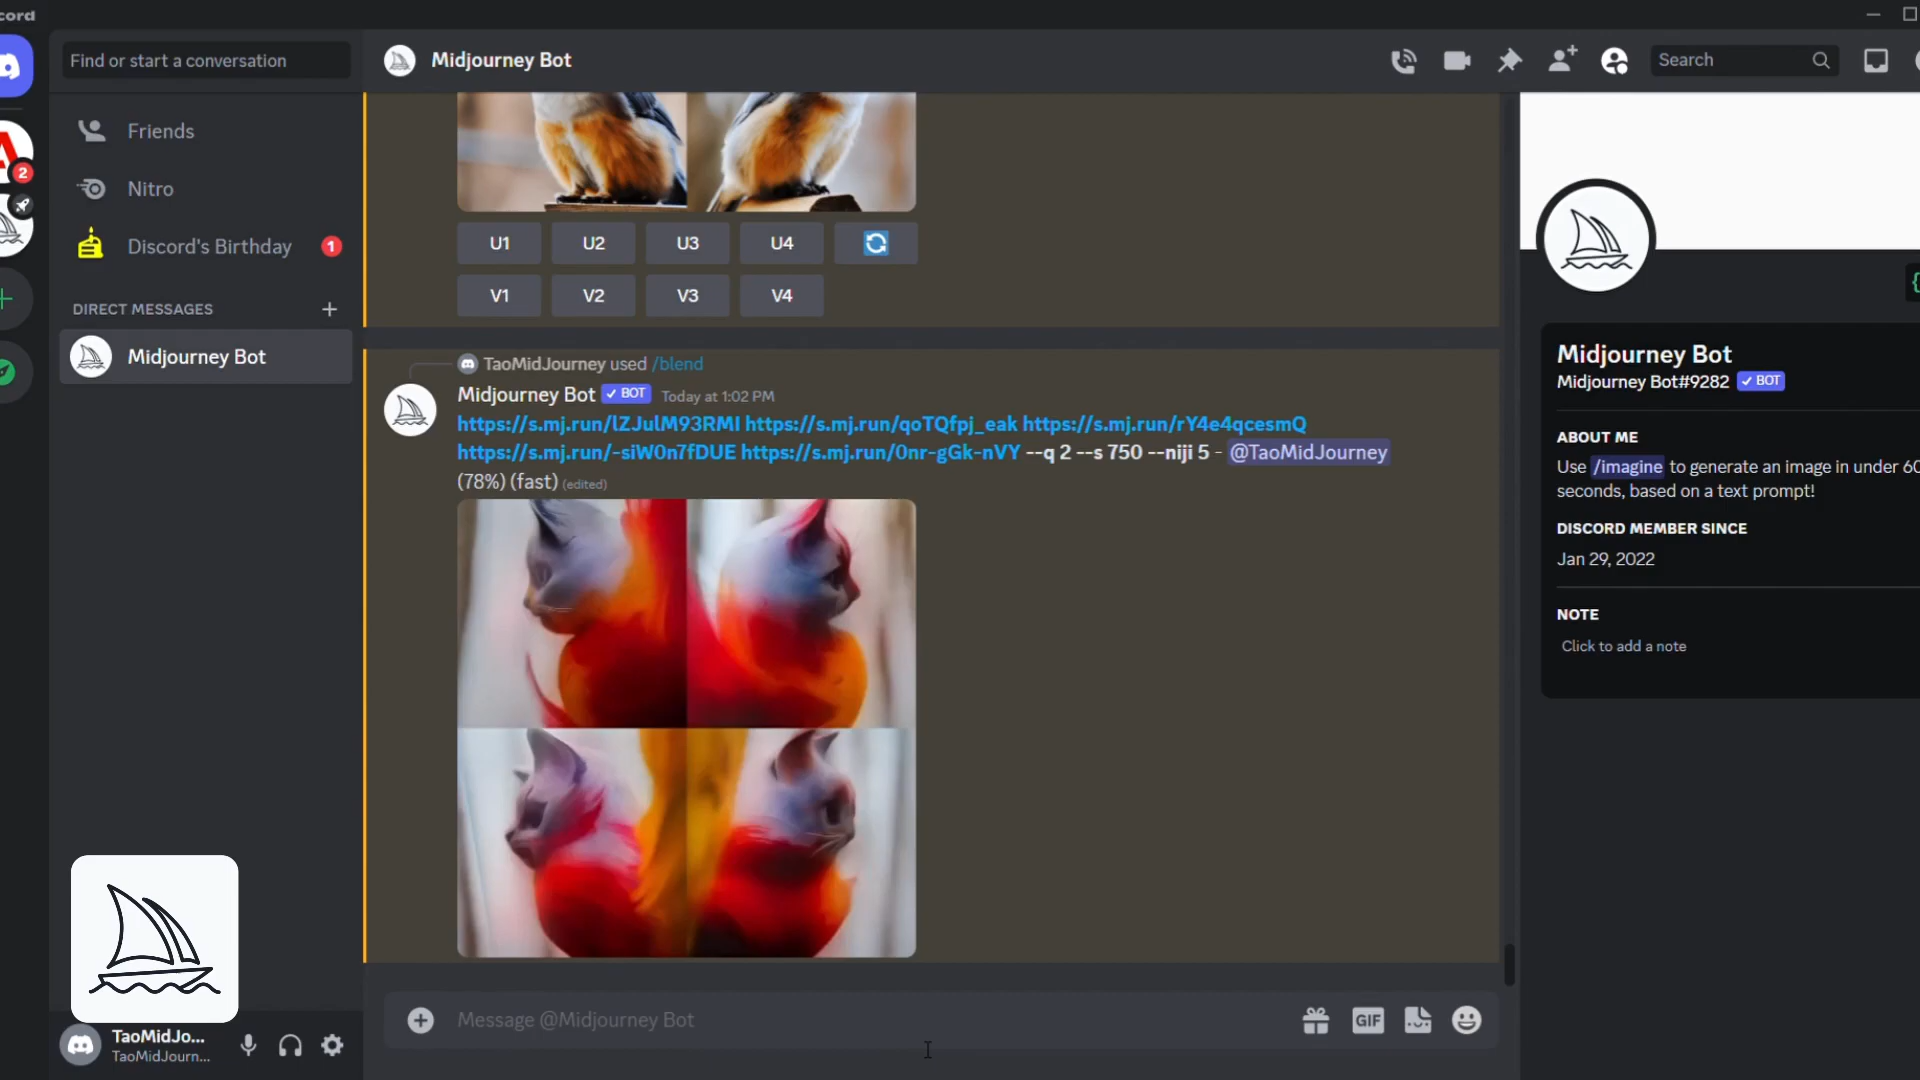 cord
Find or start a conversation
Midjourney Bot
Search
Friends
Nitro
2
Discord's Birthday
1
DIRECT MESSAGES
Midjourney Bot
U1 U2 U3 U4
V1 V2 V3 V4
TaoMidJourney used /blend
Midjourney Bot BOT Today at 1:02 PM
https://s.mj.run/lZJulM93RMI https://s.mj.run/qoTQfpj_eak https://s.mj.run/rY4e4qcesmQ
https://s.mj.run/-siW0n7fDUE https://s.mj.run/0nr-gGk-nVY --q 2 --s 750 --niji 5 - @TaoMidJourney
(78%) (fast) (edited)
Message @Midjourney Bot
GIF
TaoMidJo...
TaoMidJourn...
Midjourney Bot
Midjourney Bot#9282 BOT
ABOUT ME
Use /imagine to generate an image in under 60
seconds, based on a text prompt!
DISCORD MEMBER SINCE
Jan 29, 2022
NOTE
Click to add a note